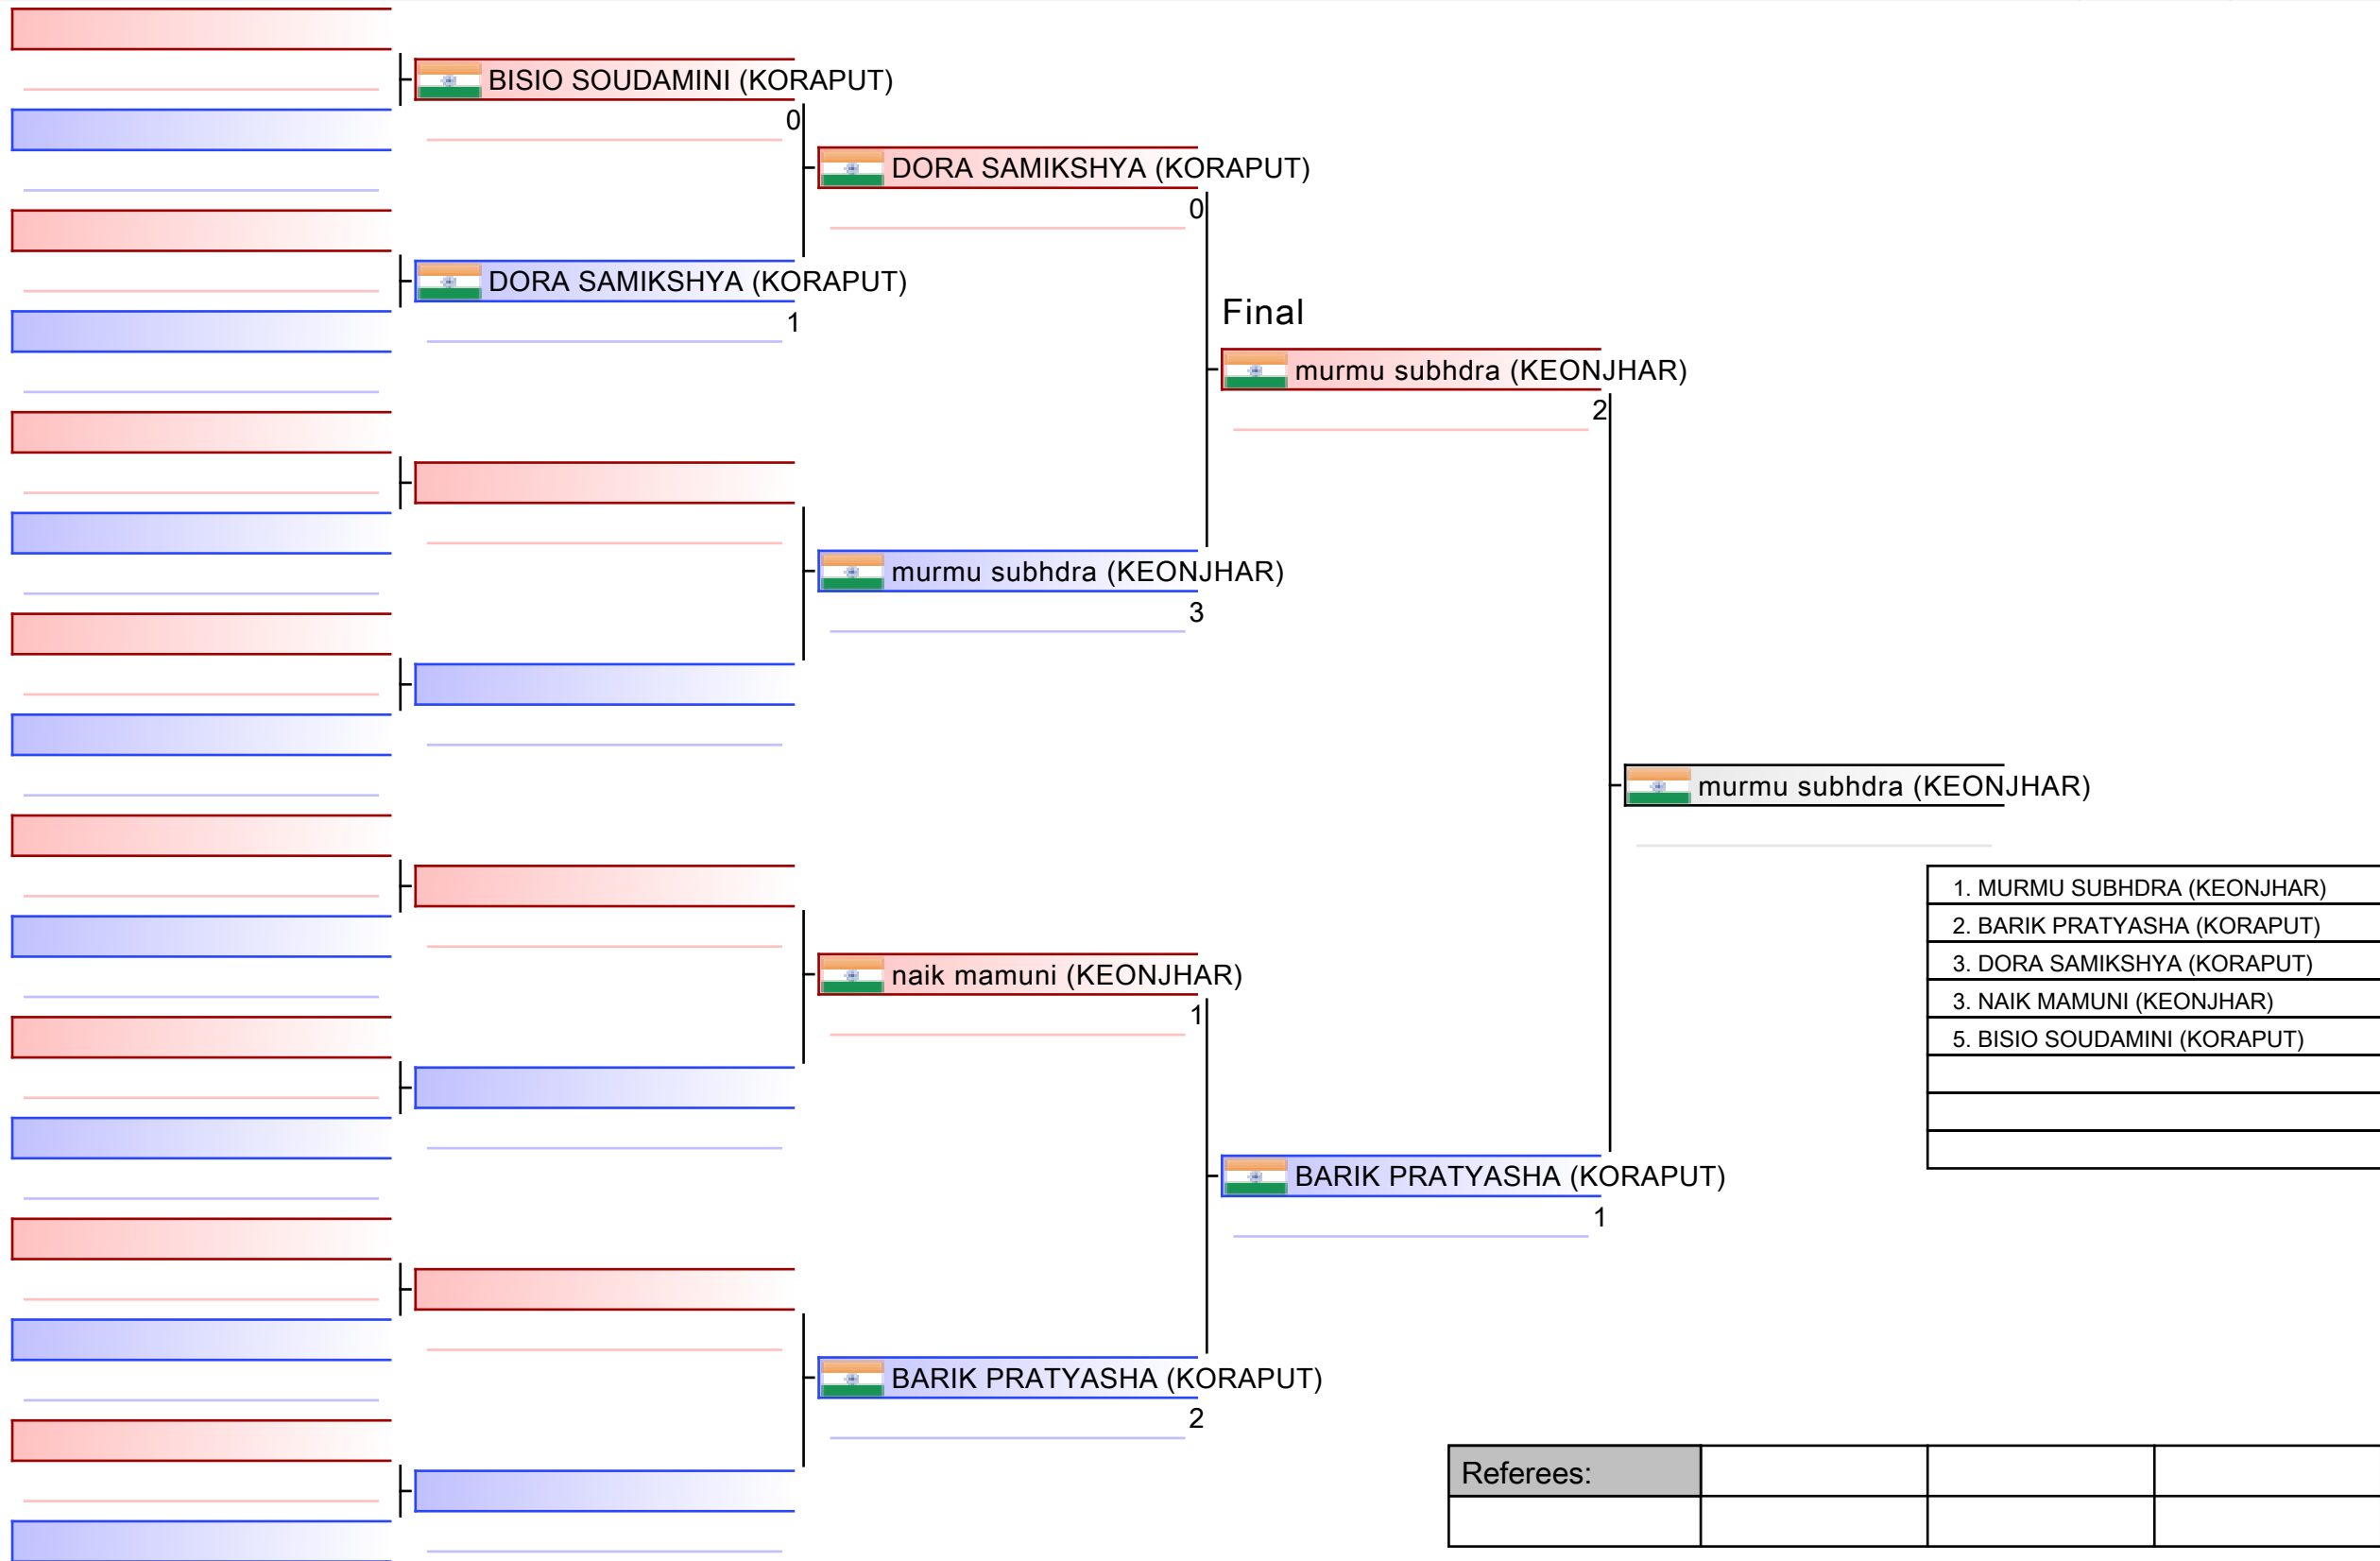 BISIO SOUDAMINI (KORAPUT)
0
DORA SAMIKSHYA (KORAPUT)
0
DORA SAMIKSHYA (KORAPUT)
1
Final
murmu subhdra (KEONJHAR)
2
murmu subhdra (KEONJHAR)
3
murmu subhdra (KEONJHAR)
1. MURMU SUBHDRA (KEONJHAR)
2. BARIK PRATYASHA (KORAPUT)
3. DORA SAMIKSHYA (KORAPUT)
3. NAIK MAMUNI (KEONJHAR)
5. BISIO SOUDAMINI (KORAPUT)
naik mamuni (KEONJHAR)
1
BARIK PRATYASHA (KORAPUT)
1
BARIK PRATYASHA (KORAPUT)
2
Referees: